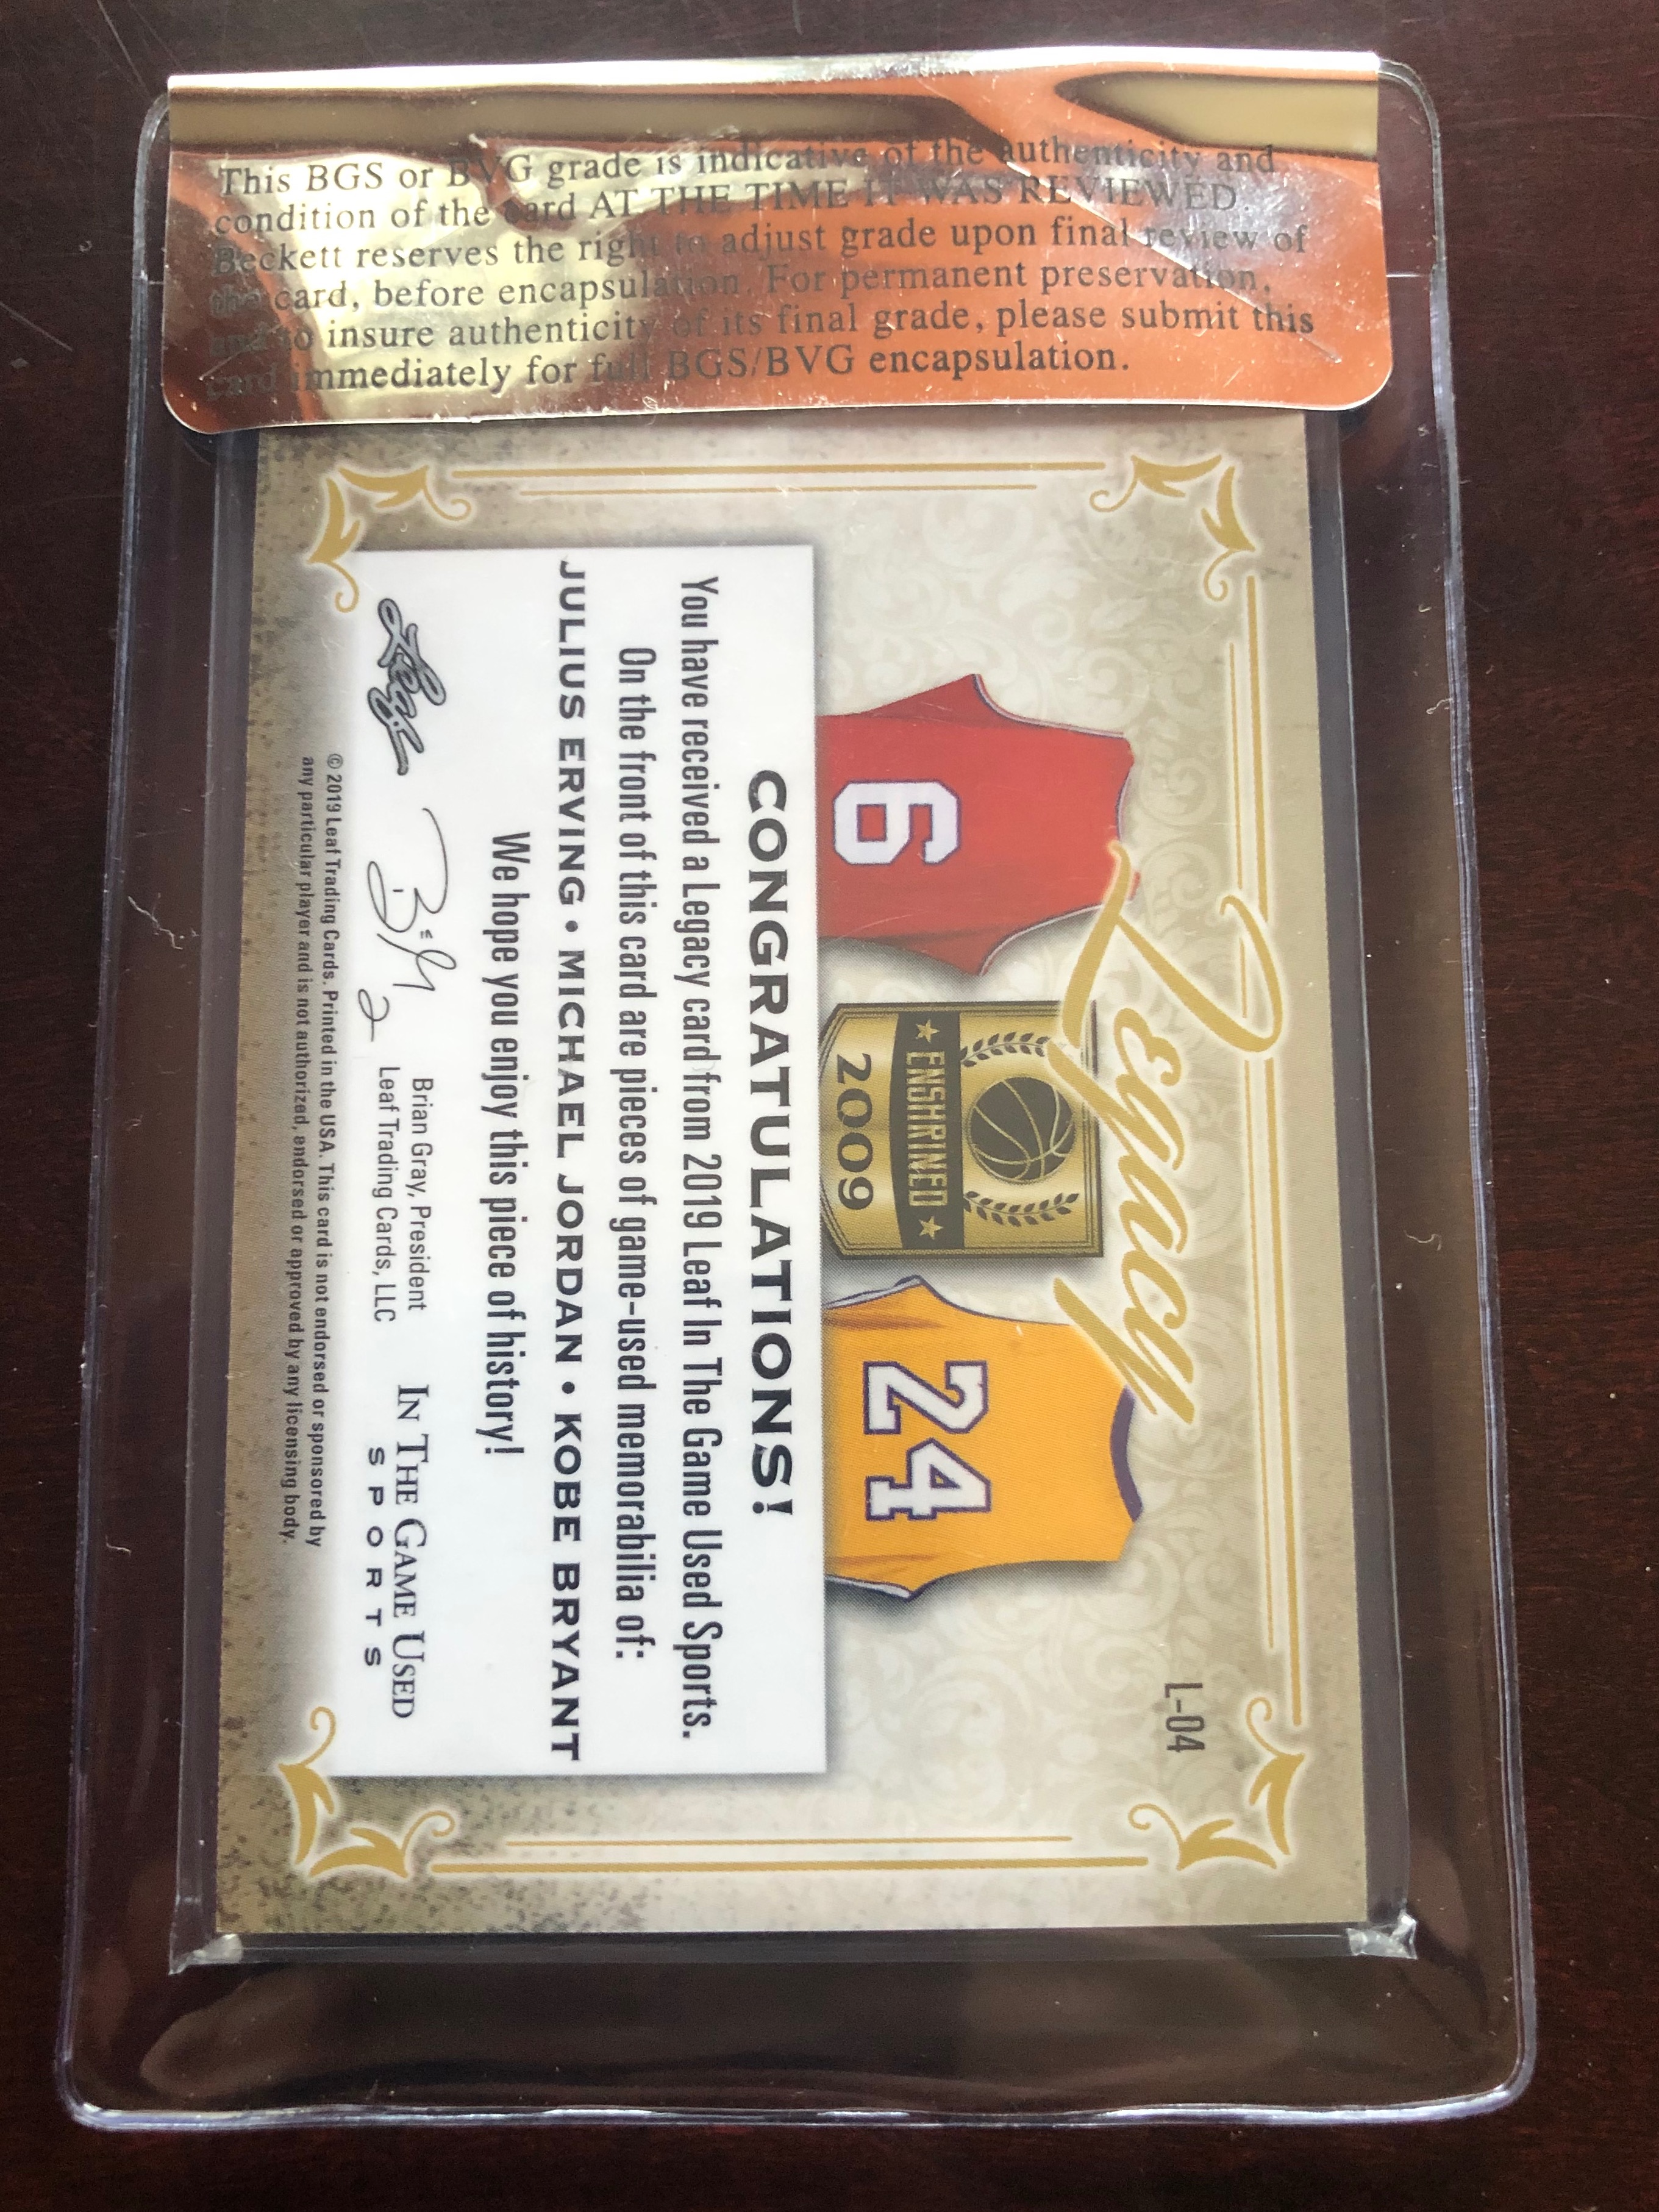 This BGS or BVG grade is indicative of the authenticity and
condition of the card AT THE TIME IT WAS REVIEWED.
Beckett reserves the right to adjust grade upon final review of
the card, before encapsulation. For permanent preservation,
and to insure authenticity of its final grade, please submit this
card immediately for full BGS/BVG encapsulation.
Legacy
L-04
6
24
ENSHRINED
2009
CONGRATULATIONS!
You have received a Legacy card from 2019 Leaf In The Game Used Sports.
On the front of this card are pieces of game-used memorabilia of:
JULIUS ERVING • MICHAEL JORDAN • KOBE BRYANT
We hope you enjoy this piece of history!
Leaf
Brian Gray, President
Leaf Trading Cards, LLC
IN THE GAME USED
SPORTS
© 2019 Leaf Trading Cards. Printed in the USA. This card is not endorsed or sponsored by
any particular player and is not authorized, endorsed or approved by any licensing body.